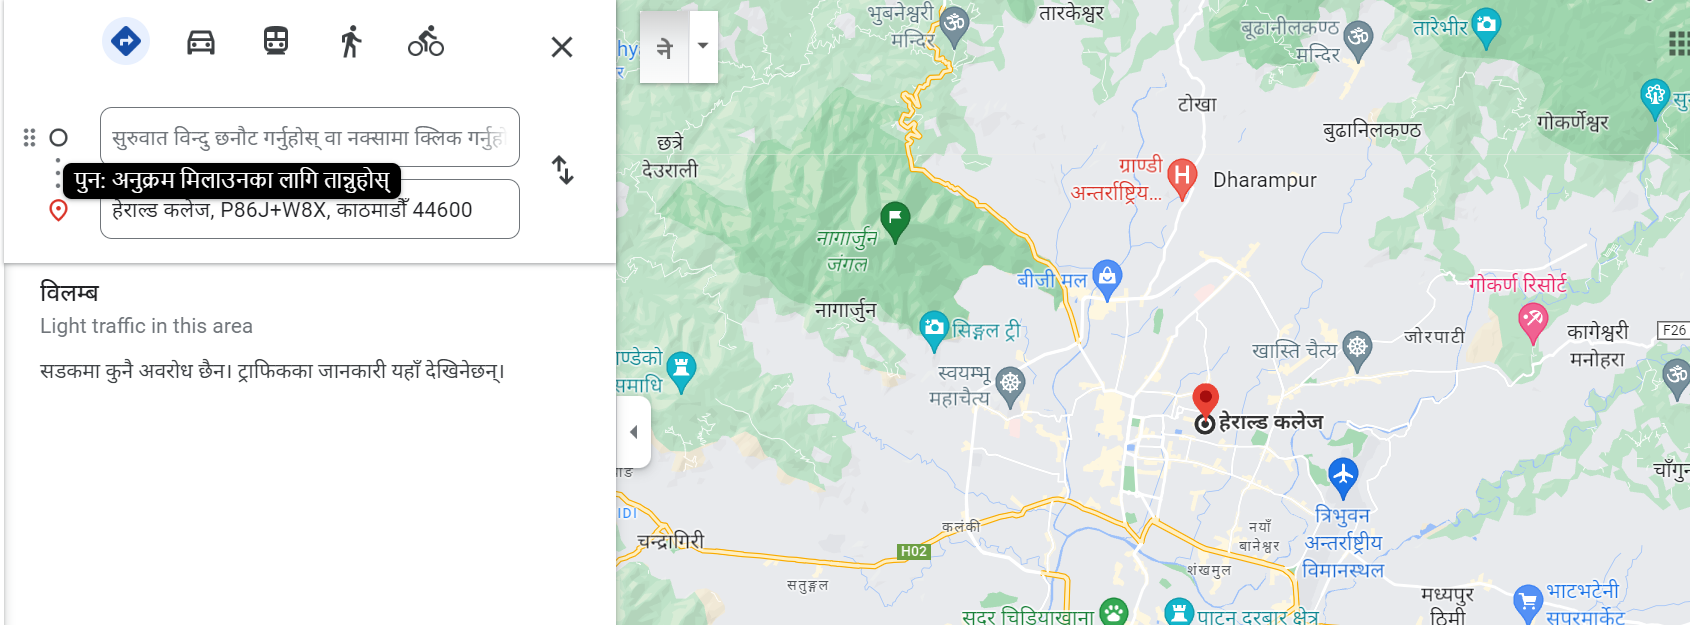 सुरुवात विन्दु छनौट गर्नुहोस् वा नक्सामा क्लिक गर्नुहो
पुन: अनुक्रम मिलाउनका लागि तान्नुहोस्
हेराल्ड कलेज, P86J+W8X, काठमाडौँ 44600
विलम्ब
Light traffic in this area
सडकमा कुनै अवरोध छैन। ट्राफिकका जानकारी यहाँ देखिनेछन्।
ने
भुबनेश्वरी
मन्दिर
तारकेश्वर
बूढानीलकण्ठ
मन्दिर
तारेभीर
टोखा
बुढानिलकण्ठ
गोकर्णेश्वर
छत्रे
देउराली
ग्राण्डी
अन्तर्राष्ट्रिय...
Dharampur
नागार्जुन
जंगल
बीजी मल
नागार्जुन
सिङ्गल ट्री
गोकर्ण रिसोर्ट
जोरपाटी
कागेश्वरी
मनोहरा
F26
खास्ति चैत्य
स्वयम्भू
महाचैत्य
ण्डेको
समाधि
हेराल्ड कलेज
त्रिभुवन
अन्तर्राष्ट्रीय
विमानस्थल
कलंकी
नयाँ
बानेश्वर
चन्द्रागिरी
H02
शंखमुल
सतुङ्गल
मध्यपुर
ठिमी
भाटभटेनी
सुपरमार्केट
सदर चिडियाखाना
पाटन दरबार क्षेत्र